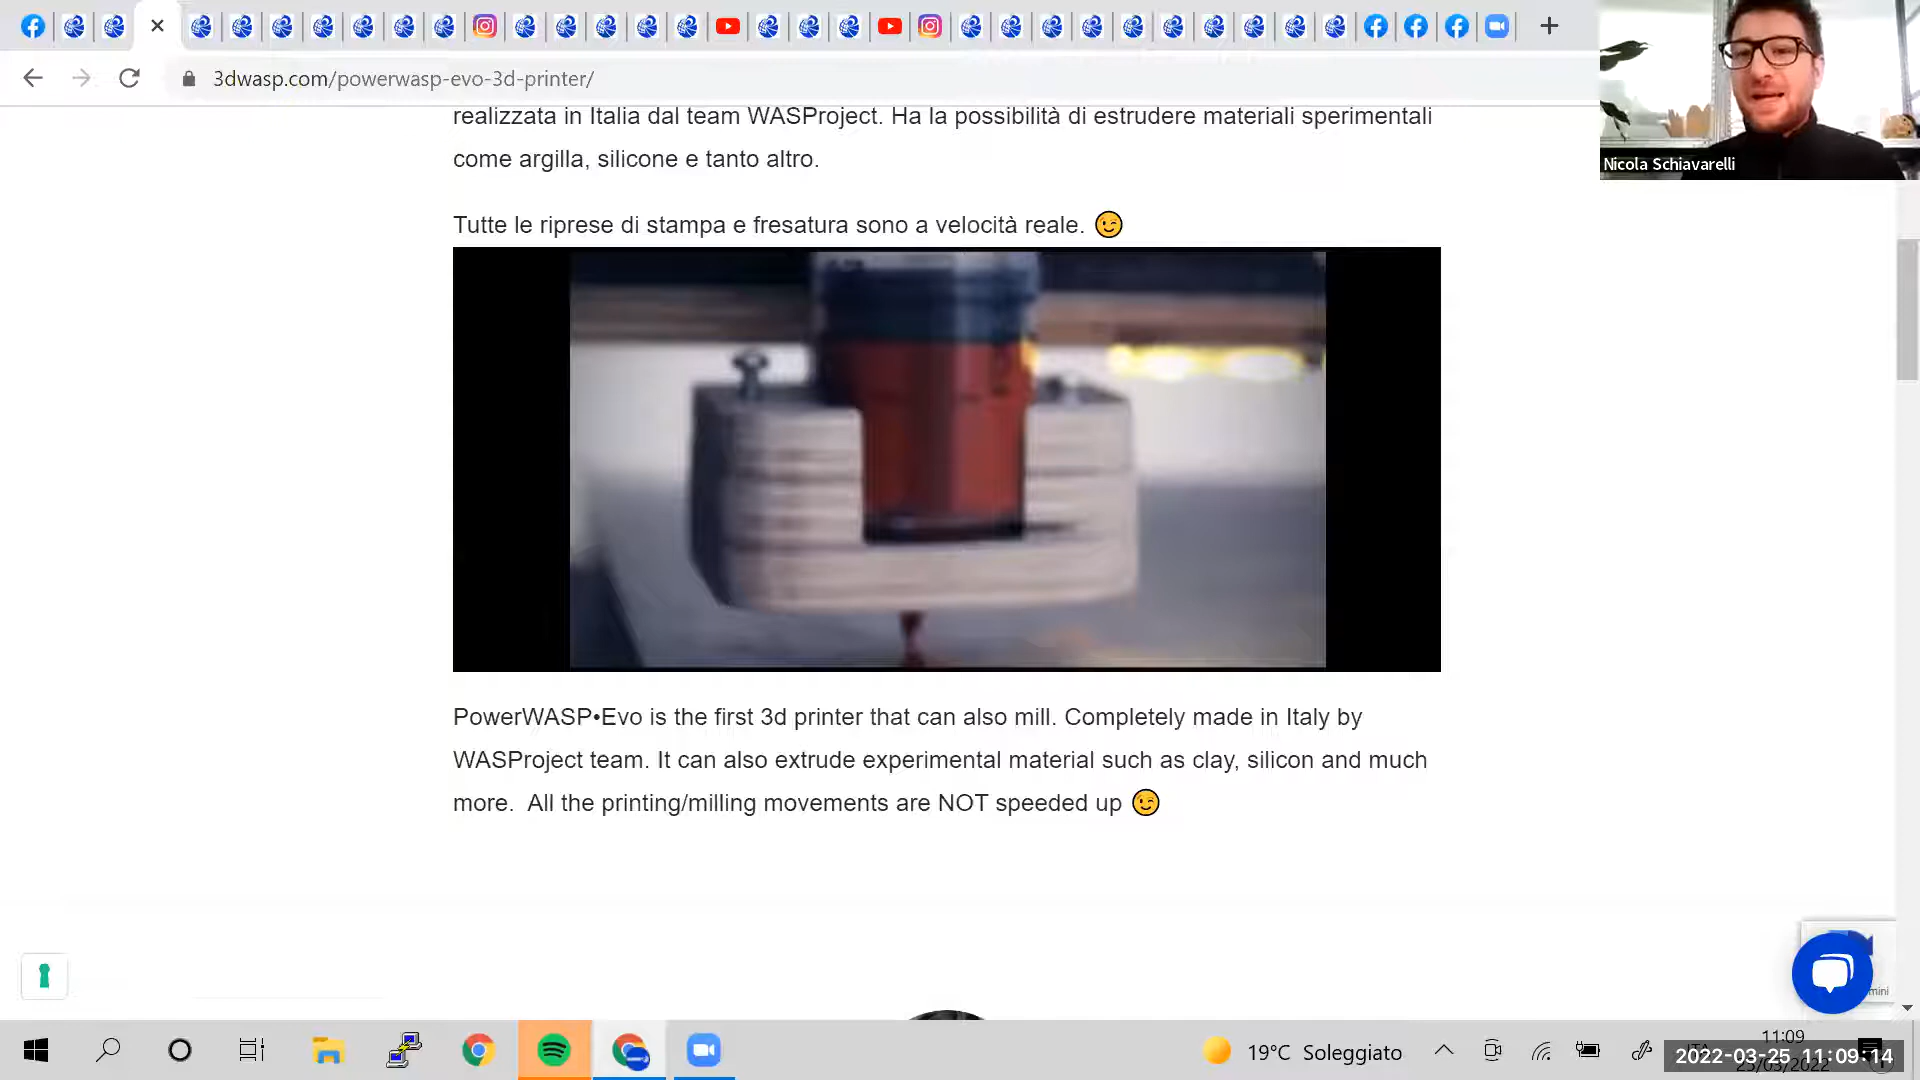 3dwasp.com/powerwasp-evo-3d-printer/
Nicola Schiavarelli
realizzata in Italia dal team WASProject. Ha la possibilità di estrudere materiali sperimentali
come argilla, silicone e tanto altro.
Tutte le riprese di stampa e fresatura sono a velocità reale. 😉
PowerWASP•Evo is the first 3d printer that can also mill. Completely made in Italy by
WASProject team. It can also extrude experimental material such as clay, silicon and much
more.  All the printing/milling movements are NOT speeded up 😉
mini
19°C Soleggiato
11:09
2022-03-25 11:09:14